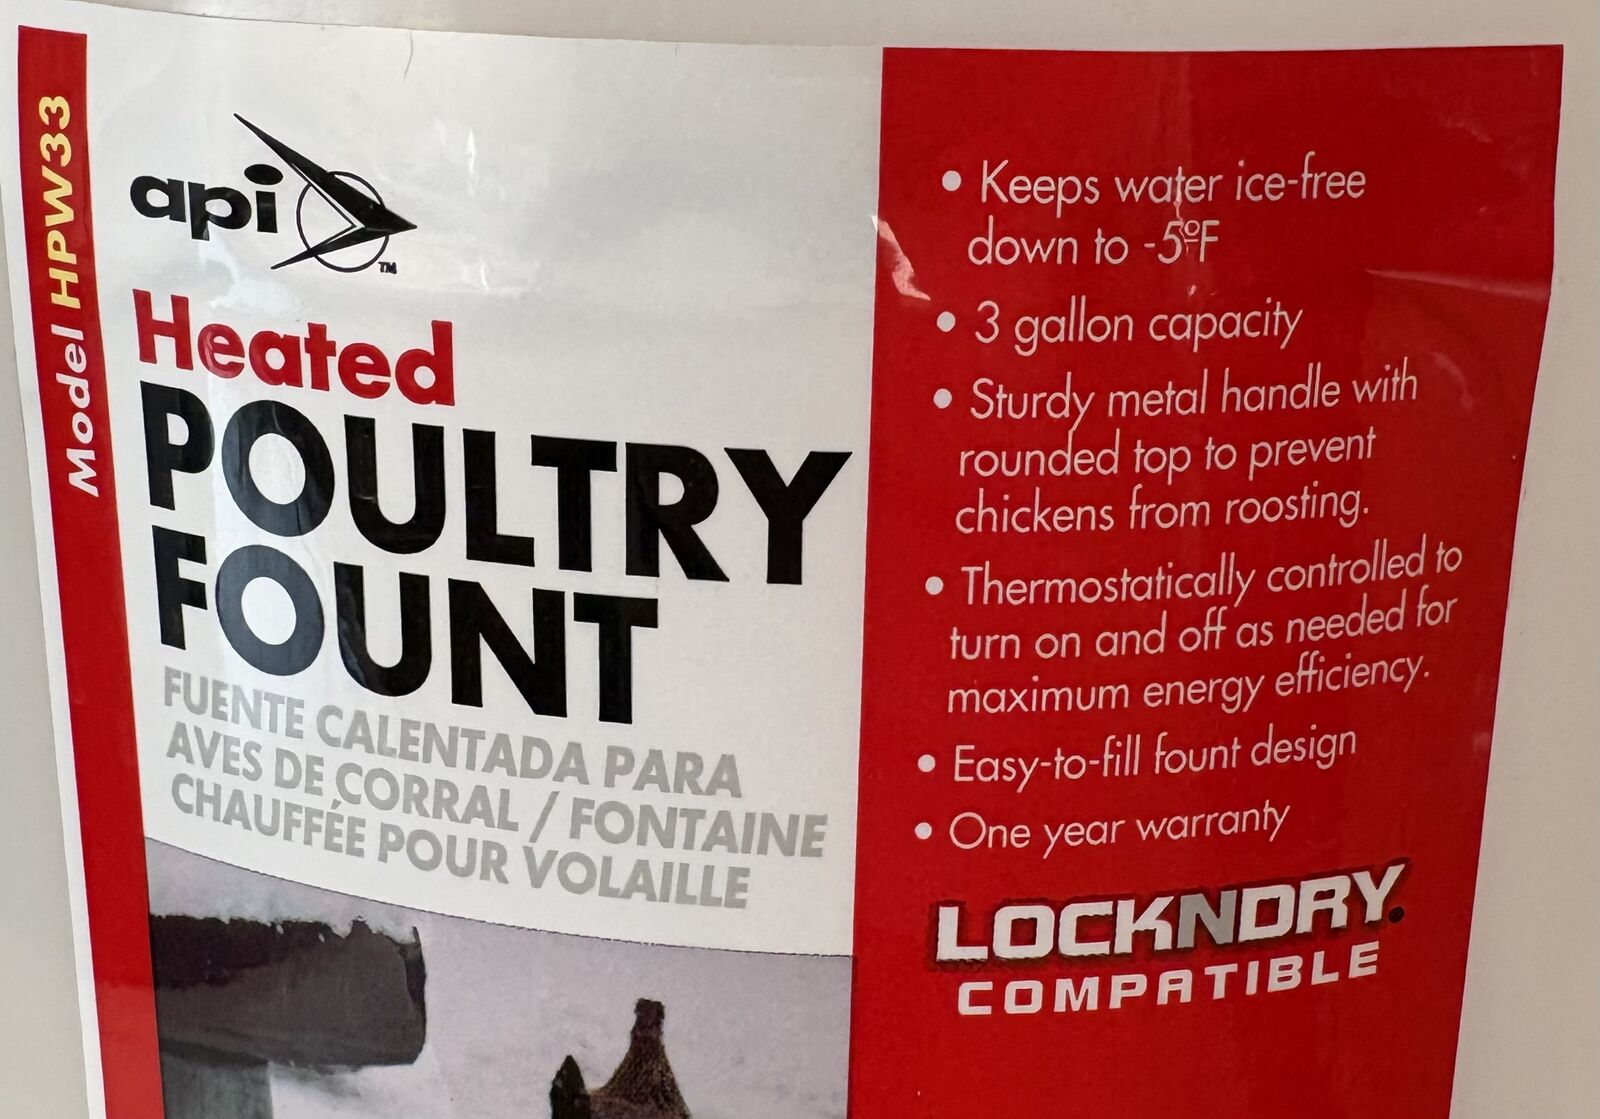 Model HPW33
api
TM
Heated
POULTRY
FOUNT
FUENTE CALENTADA PARA
AVES DE CORRAL / FONTAINE
CHAUFFÉE POUR VOLAILLE
• Keeps water ice-free
down to -5ºF
• 3 gallon capacity
• Sturdy metal handle with
rounded top to prevent
chickens from roosting.
• Thermostatically controlled to
turn on and off as needed for
maximum energy efficiency.
• Easy-to-fill fount design
• One year warranty
LOCKNDRY®
COMPATIBLE